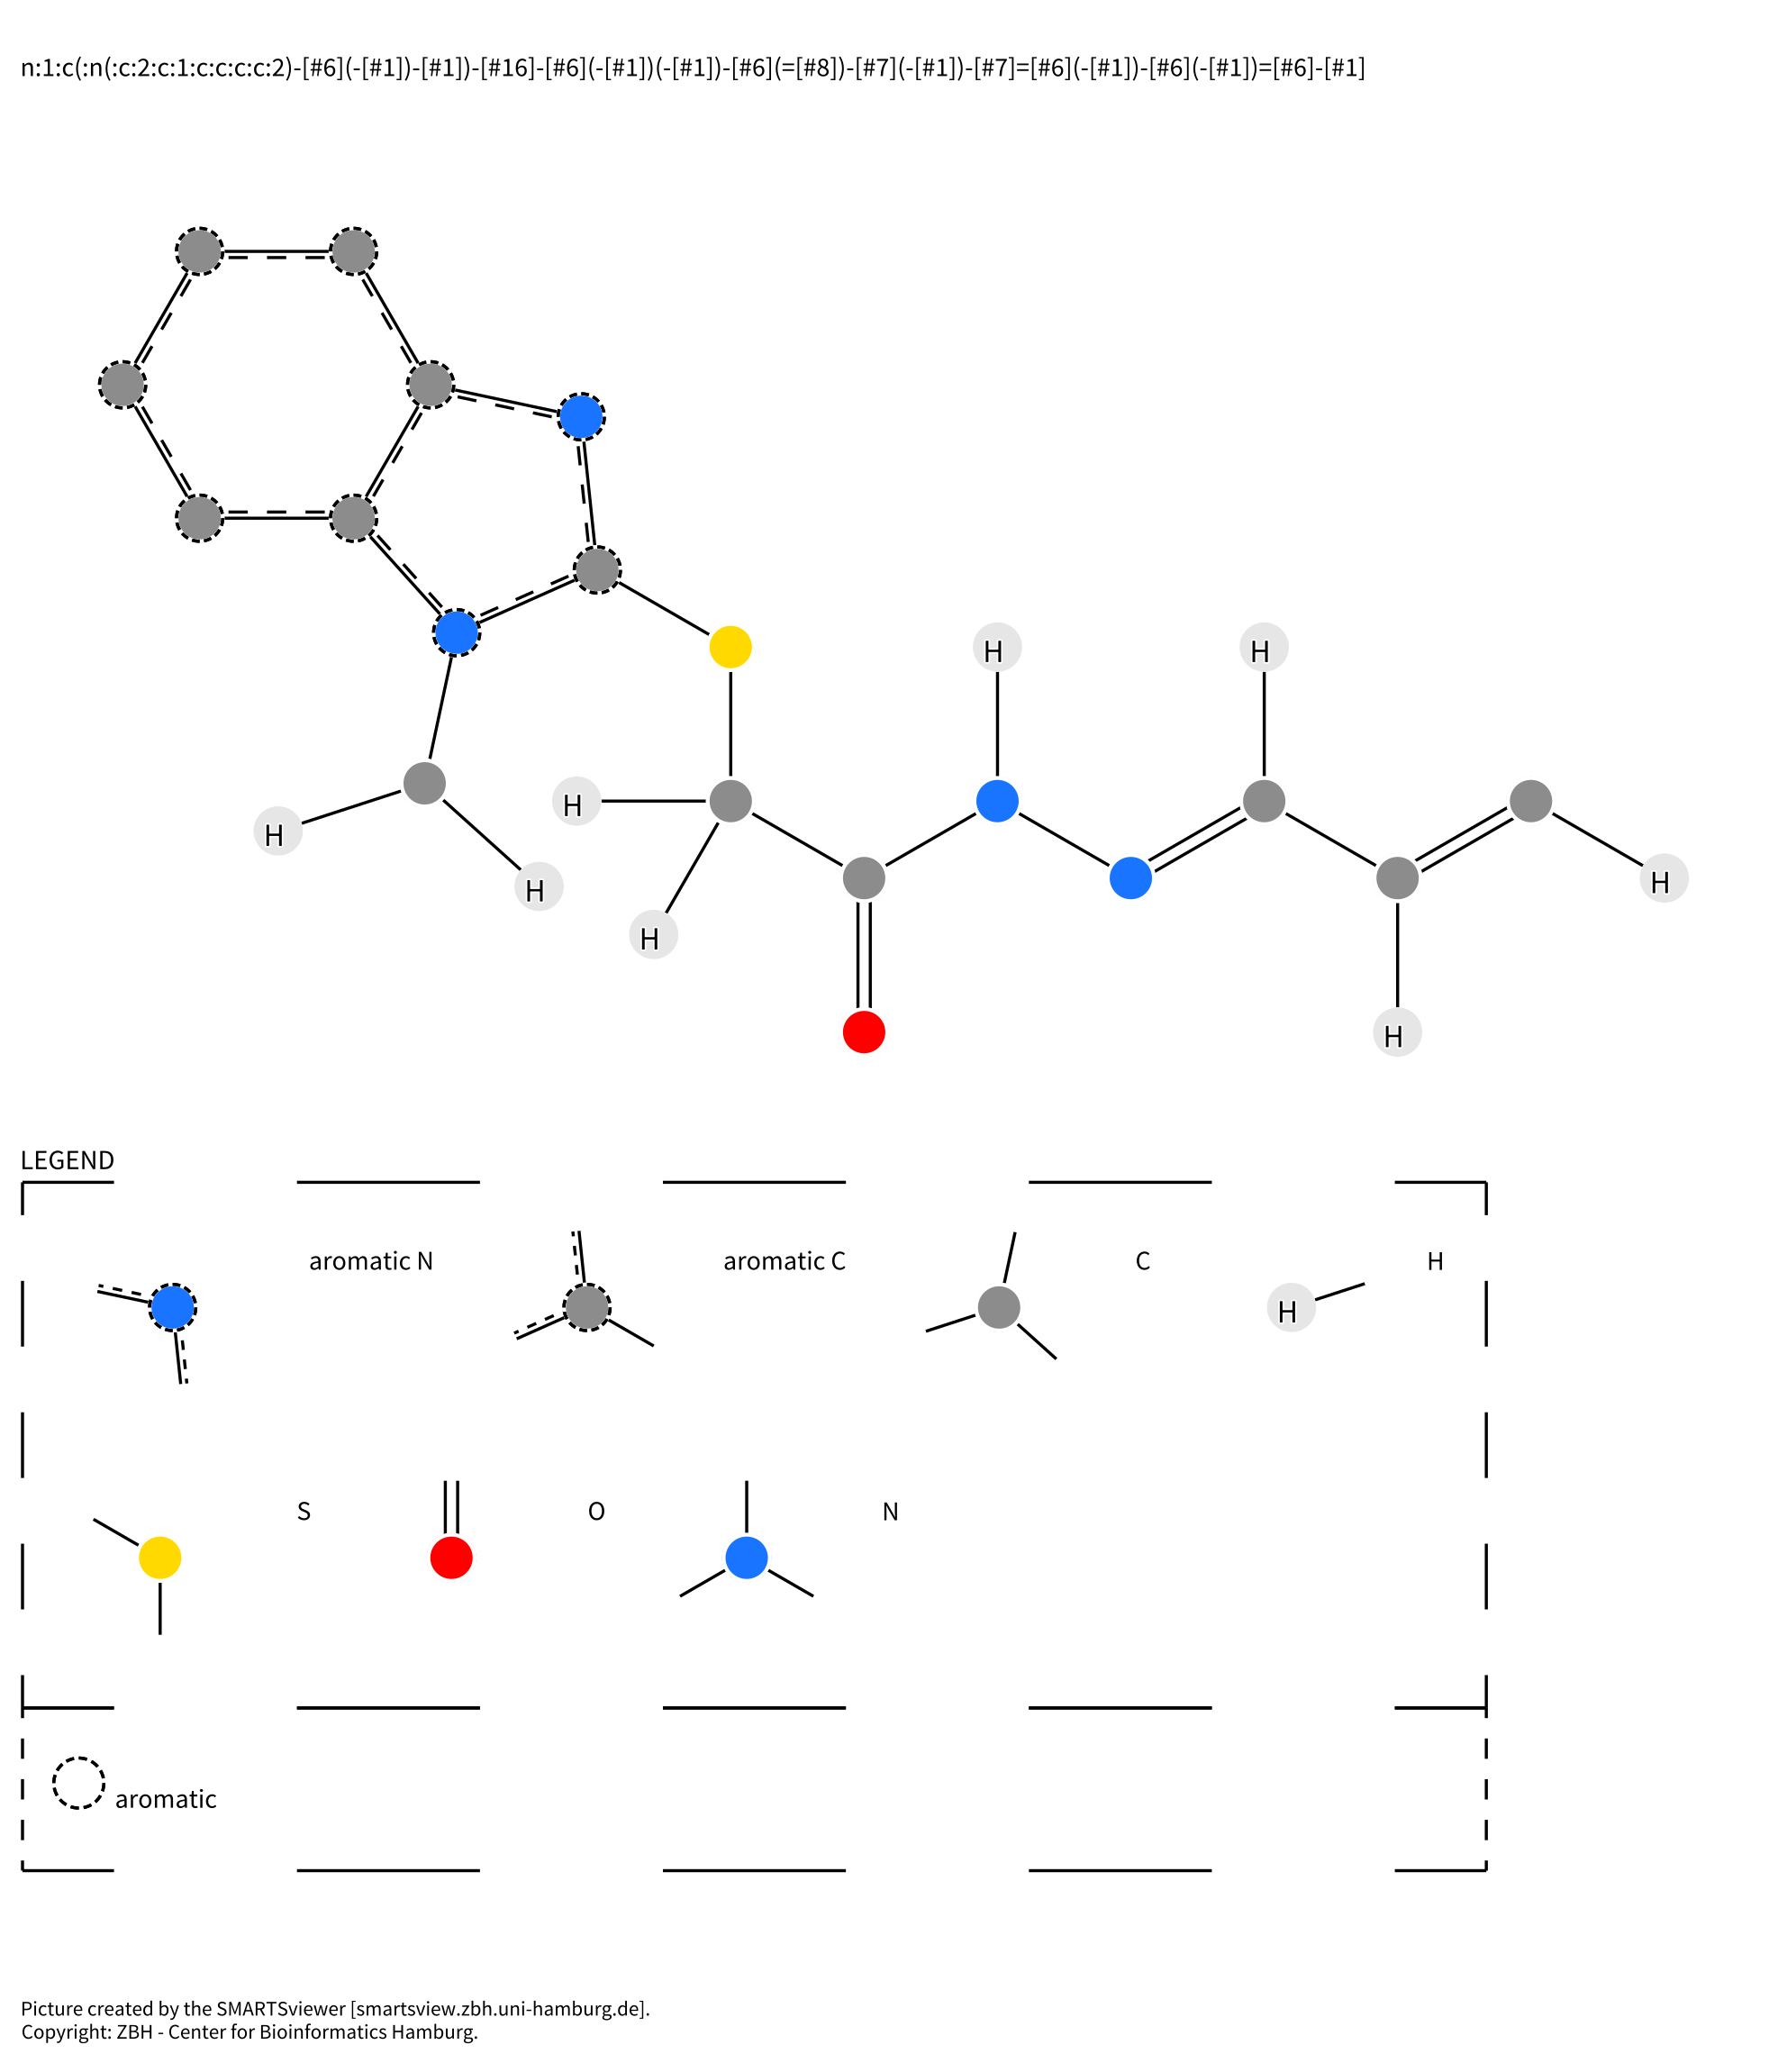 n:1:c(:n(:c:2:c:1:c:c:c:c:2)-[#6](-[#1])-[#1])-[#16]-[#6](-[#1])(-[#1])-[#6](=[#8])-[#7](-[#1])-[#7]=[#6](-[#1])-[#6](-[#1])=[#6]-[#1]
H H
H
H
H
H
H
H
LEGEND
aromatic N aromatic C C H
H
S O N
aromatic
Picture created by the SMARTSviewer [smartsview.zbh.uni-hamburg.de].
Copyright: ZBH - Center for Bioinformatics Hamburg.